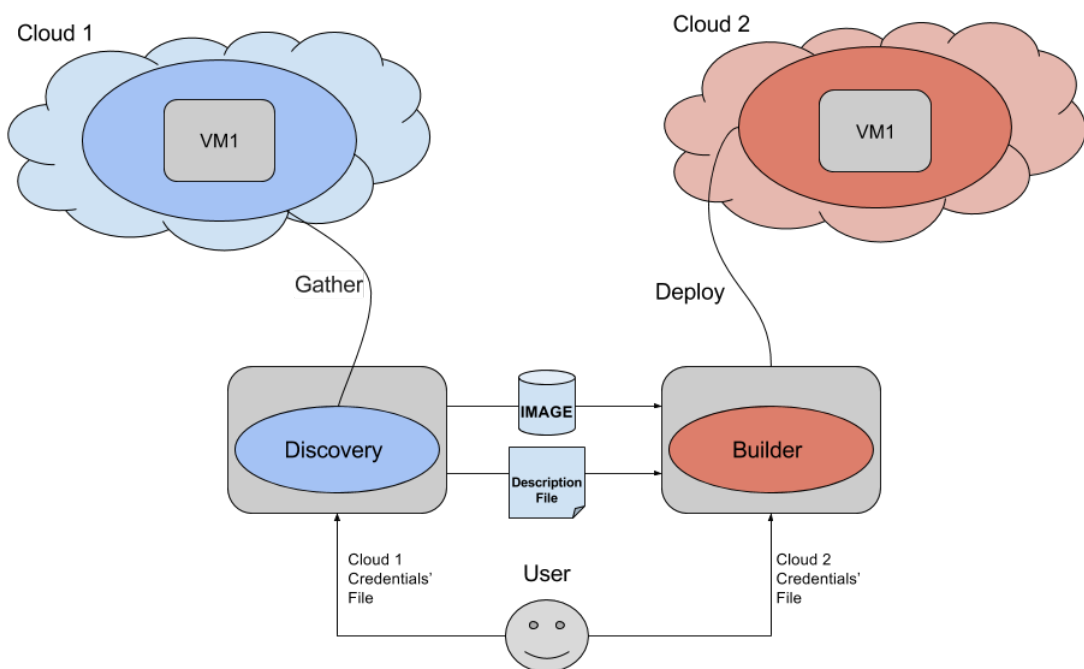 Cloud 1
Cloud 2
VM1
VM1
Gather
Deploy
IMAGE
Discovery
Builder
Description
File
Cloud 1
Credentials'
File
User
Cloud 2
Credentials'
File